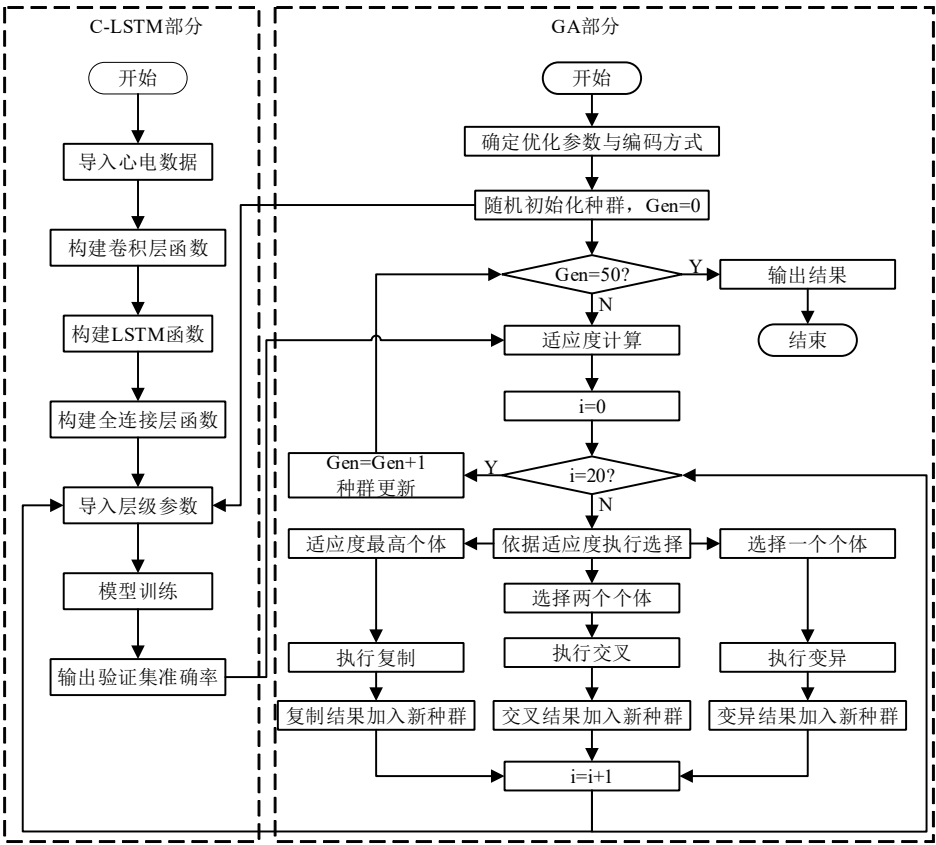 C-LSTM部分
开始
导入心电数据
构建卷积层函数
构建LSTM函数
构建全连接层函数
导入层级参数
模型训练
输出验证集准确率
GA部分
开始
确定优化参数与编码方式
随机初始化种群，Gen=0
Gen=50?
Y
输出结果
结束
N
适应度计算
i=0
i=20?
Y
Gen=Gen+1
种群更新
N
适应度最高个体
依据适应度执行选择
选择一个个体
选择两个个体
执行复制
执行交叉
执行变异
复制结果加入新种群
交叉结果加入新种群
变异结果加入新种群
i=i+1